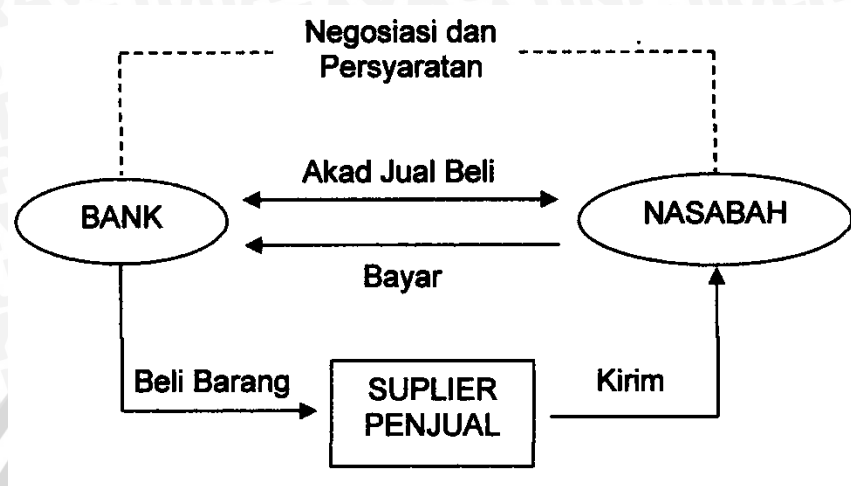 Negosiasi dan
Persyaratan
Akad Jual Beli
BANK
NASABAH
Bayar
Beli Barang
SUPLIER
PENJUAL
Kirim